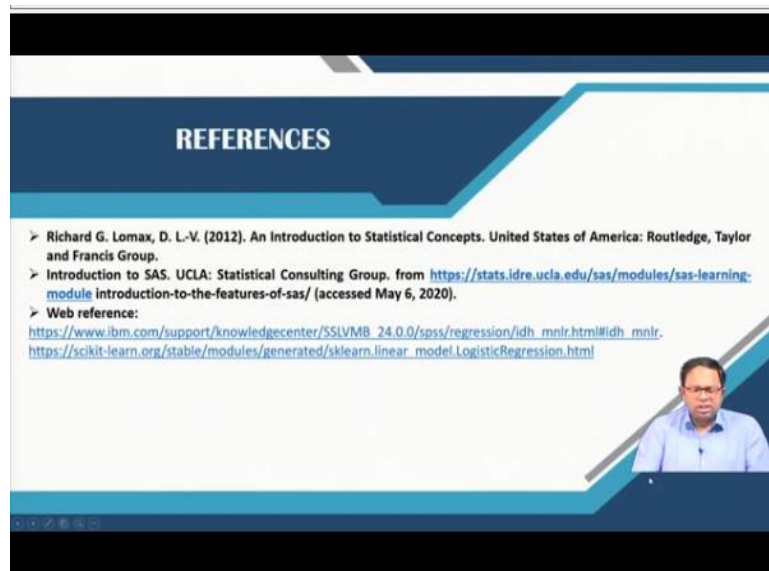 REFERENCES
➤ Richard G. Lomax, D. L.-V. (2012). An Introduction to Statistical Concepts. United States of America: Routledge, Taylor
and Francis Group.
➤ Introduction to SAS. UCLA: Statistical Consulting Group. from https://stats.idre.ucla.edu/sas/modules/sas-learning-
module introduction-to-the-features-of-sas/ (accessed May 6, 2020).
➤ Web reference:
https://www.ibm.com/support/knowledgecenter/SSLVMB_24.0.0/spss/regression/idh_mnlr.html#idh_mnlr.
https://scikit-learn.org/stable/modules/generated/sklearn.linear_model.LogisticRegression.html